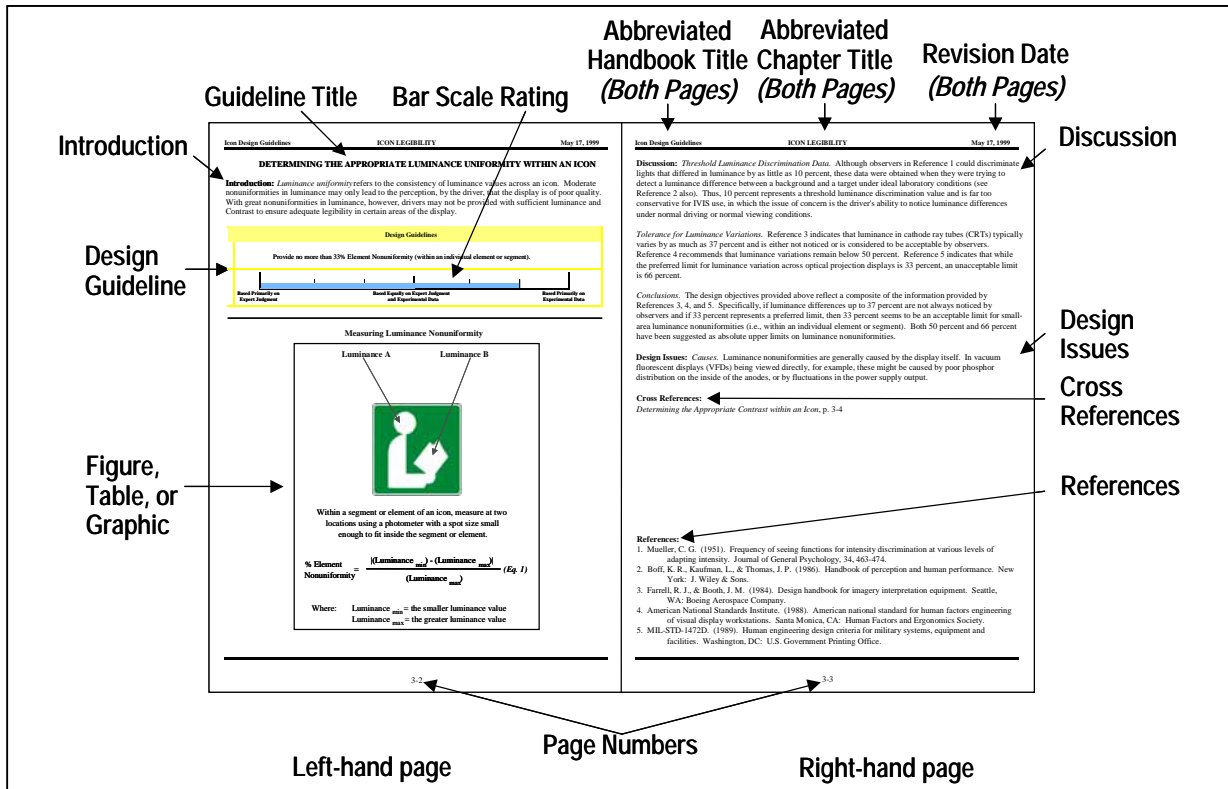 Abbreviated
Handbook Title
(Both Pages)
Abbreviated
Chapter Title
(Both Pages)
Revision Date
(Both Pages)
Guideline Title
Bar Scale Rating
Introduction
Discussion
Design
Guideline
Design
Issues
Cross
References
Figure,
Table, or
Graphic
References
Icon Design Guidelines ICON LEGIBILITY May 17, 1999
DETERMINING THE APPROPRIATE LUMINANCE UNIFORMITY WITHIN AN ICON
Introduction: Luminance uniformity refers to the consistency of luminance values across an icon. Moderate
nonuniformities in luminance may only lead to the perception, by the driver, that the display is of poor quality.
With great nonuniformities in luminance, however, drivers may not be provided with sufficient luminance and
Contrast to ensure adequate legibility in certain areas of the display.
Design Guidelines
Provide no more than 33% Element Nonuniformity (within an individual element or segment).
Based Primarily on
Expert Judgment
Based Equally on Expert Judgment
and Experimental Data
Based Primarily on
Experimental Data
Measuring Luminance Nonuniformity
Luminance A Luminance B
Within a segment or element of an icon, measure at two
locations using a photometer with a spot size small
enough to fit inside the segment or element.
% Element
Nonuniformity = |(Luminance min) - (Luminance max)| (Eq. 1)
(Luminance max)
Where: Luminance min = the smaller luminance value
Luminance max = the greater luminance value
3-2
Icon Design Guidelines ICON LEGIBILITY May 17, 1999
Discussion: Threshold Luminance Discrimination Data. Although observers in Reference 1 could discriminate
lights that differed in luminance by as little as 10 percent, these data were obtained when they were trying to
detect a luminance difference between a background and a target under ideal laboratory conditions (see
Reference 2 also). Thus, 10 percent represents a threshold luminance discrimination value and is far too
conservative for IVIS use, in which the issue of concern is the driver's ability to notice luminance differences
under normal driving or normal viewing conditions.
Tolerance for Luminance Variations. Reference 3 indicates that luminance in cathode ray tubes (CRTs) typically
varies by as much as 37 percent and is either not noticed or is considered to be acceptable by observers.
Reference 4 recommends that luminance variations remain below 50 percent. Reference 5 indicates that while
the preferred limit for luminance variation across optical projection displays is 33 percent, an unacceptable limit
is 66 percent.
Conclusions. The design objectives provided above reflect a composite of the information provided by
References 3, 4, and 5. Specifically, if luminance differences up to 37 percent are not always noticed by
observers and if 33 percent represents a preferred limit, then 33 percent seems to be an acceptable limit for small-
area luminance nonuniformities (i.e., within an individual element or segment). Both 50 percent and 66 percent
have been suggested as absolute upper limits on luminance nonuniformities.
Design Issues: Causes. Luminance nonuniformities are generally caused by the display itself. In vacuum
fluorescent displays (VFDs) being viewed directly, for example, these might be caused by poor phosphor
distribution on the inside of the anodes, or by fluctuations in the power supply output.
Cross References:
Determining the Appropriate Contrast within an Icon, p. 3-4
References:
1. Mueller, C. G. (1951). Frequency of seeing functions for intensity discrimination at various levels of
adapting intensity. Journal of General Psychology, 34, 463-474.
2. Boff, K. R., Kaufman, L., & Thomas, J. P. (1986). Handbook of perception and human performance. New
York: J. Wiley & Sons.
3. Farrell, R. J., & Booth, J. M. (1984). Design handbook for imagery interpretation equipment. Seattle,
WA: Boeing Aerospace Company.
4. American National Standards Institute. (1988). American national standard for human factors engineering
of visual display workstations. Santa Monica, CA: Human Factors and Ergonomics Society.
5. MIL-STD-1472D. (1989). Human engineering design criteria for military systems, equipment and
facilities. Washington, DC: U.S. Government Printing Office.
3-3
Page Numbers
Left-hand page
Right-hand page